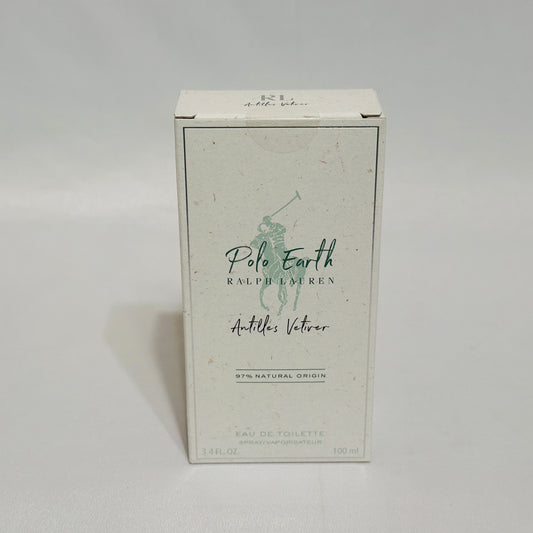 RL
Antilles Vetiver
Polo Earth
RALPH LAUREN
Antilles Vetiver
97% NATURAL ORIGIN
EAU DE TOILETTE
SPRAY/VAPORISATEUR
3.4 FL. OZ. 100 ml